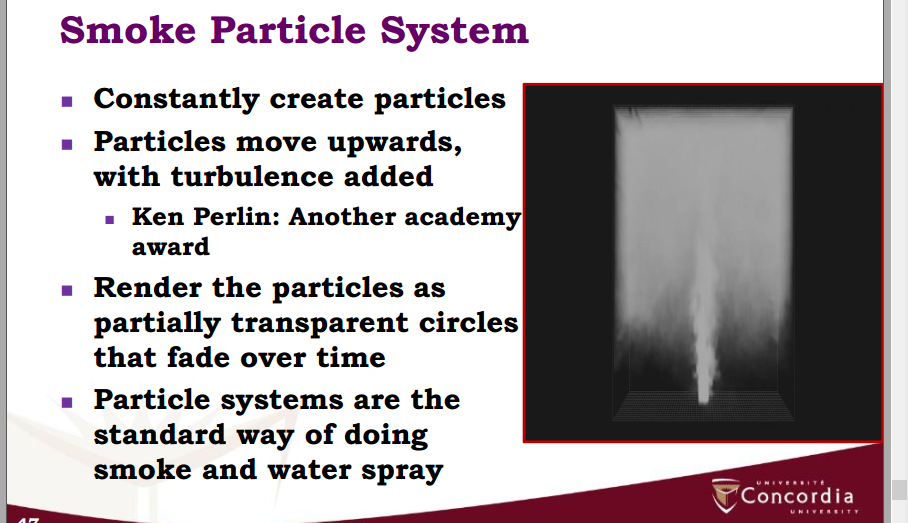 Smoke Particle System
Constantly create particles
Particles move upwards,
with turbulence added
Ken Perlin: Another academy
award
Render the particles as
partially transparent circles
that fade over time
Particle systems are the
standard way of doing
smoke and water spray
UNIVERSITÉ
Concordia
UNIVERSITY
47